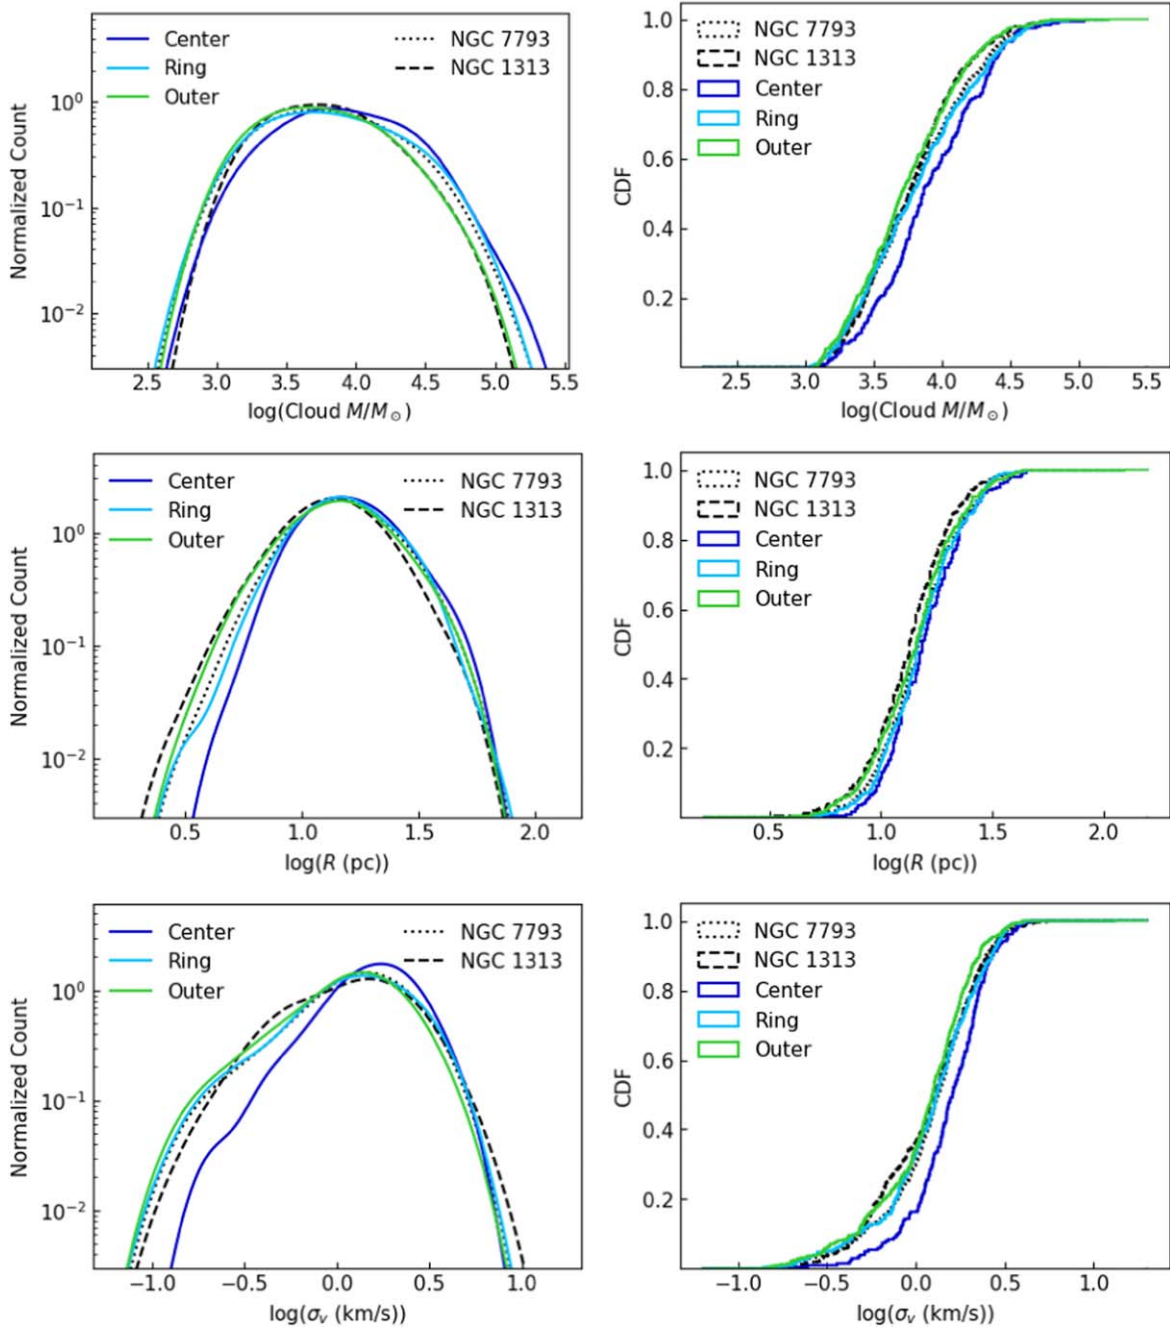 Normalized Count
Center
Ring
Outer
NGC 7793
NGC 1313
10⁰
10⁻¹
10⁻²
2.5 3.0 3.5 4.0 4.5 5.0 5.5
log(Cloud M/M⊙)
CDF
NGC 7793
NGC 1313
Center
Ring
Outer
1.0
0.8
0.6
0.4
0.2
2.5 3.0 3.5 4.0 4.5 5.0 5.5
log(Cloud M/M⊙)
Normalized Count
Center
Ring
Outer
NGC 7793
NGC 1313
10⁰
10⁻¹
10⁻²
0.5 1.0 1.5 2.0
log(R (pc))
CDF
NGC 7793
NGC 1313
Center
Ring
Outer
1.0
0.8
0.6
0.4
0.2
0.5 1.0 1.5 2.0
log(R (pc))
Normalized Count
Center
Ring
Outer
NGC 7793
NGC 1313
10⁰
10⁻¹
10⁻²
−1.0 −0.5 0.0 0.5 1.0
log(σᵥ (km/s))
CDF
NGC 7793
NGC 1313
Center
Ring
Outer
1.0
0.8
0.6
0.4
0.2
−1.0 −0.5 0.0 0.5 1.0
log(σᵥ (km/s))